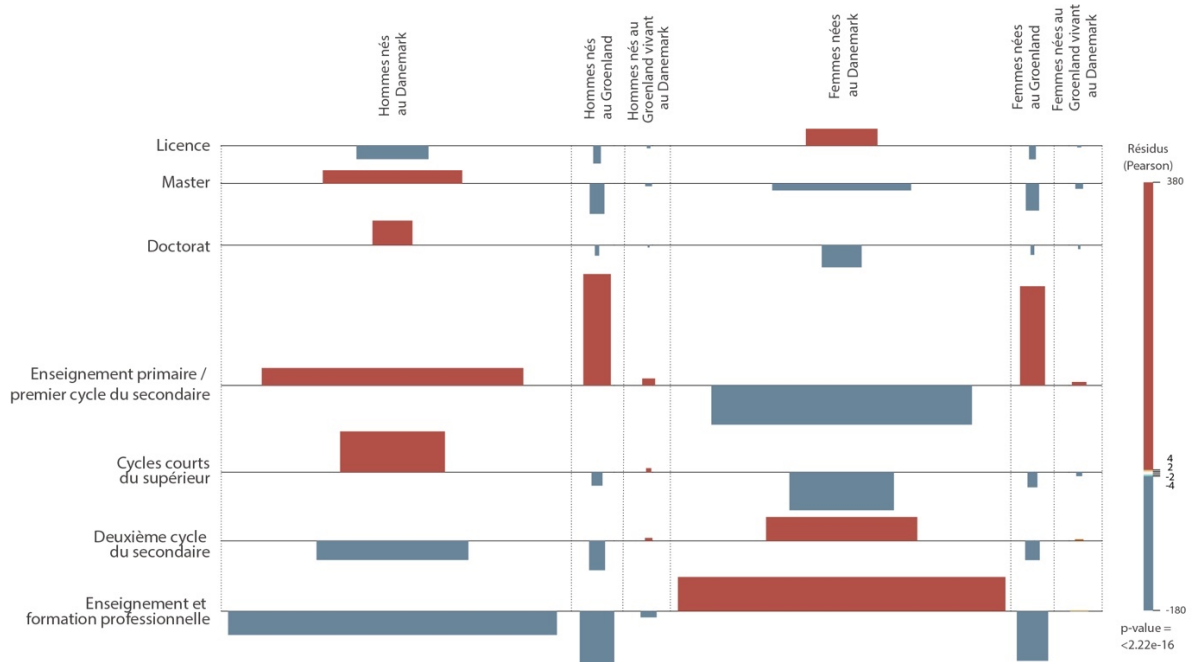 Hommes nés
au Danemark
Hommes nés
au Groenland
Hommes nés au
Groenland vivant
au Danemark
Femmes nées
au Danemark
Femmes nées
au Groenland
Femmes nées au
Groenland vivant
au Danemark
Licence
Master
Doctorat
Enseignement primaire /
premier cycle du secondaire
Cycles courts
du supérieur
Deuxième cycle
du secondaire
Enseignement et
formation professionnelle
Résidus
(Pearson)
380
4
2
-2
-4
-180
p-value =
<2.22e-16